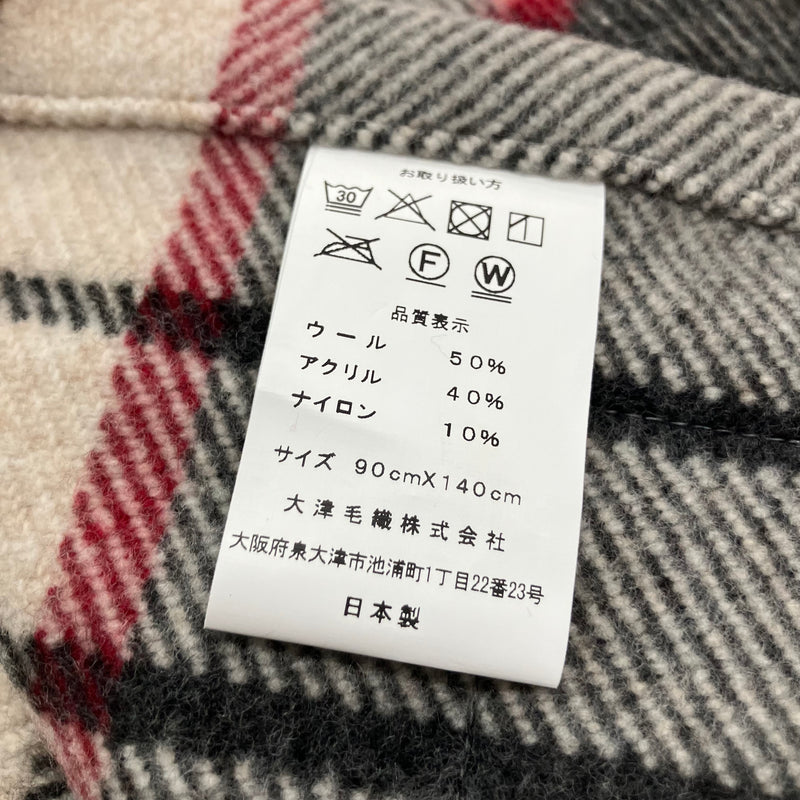 お取り扱い方
30
F W
品質表示
ウール 50%
アクリル 40%
ナイロン 10%
サイズ 90cmX140cm
大津毛織株式会社
大阪府泉大津市池浦町1丁目22番23号
日本製